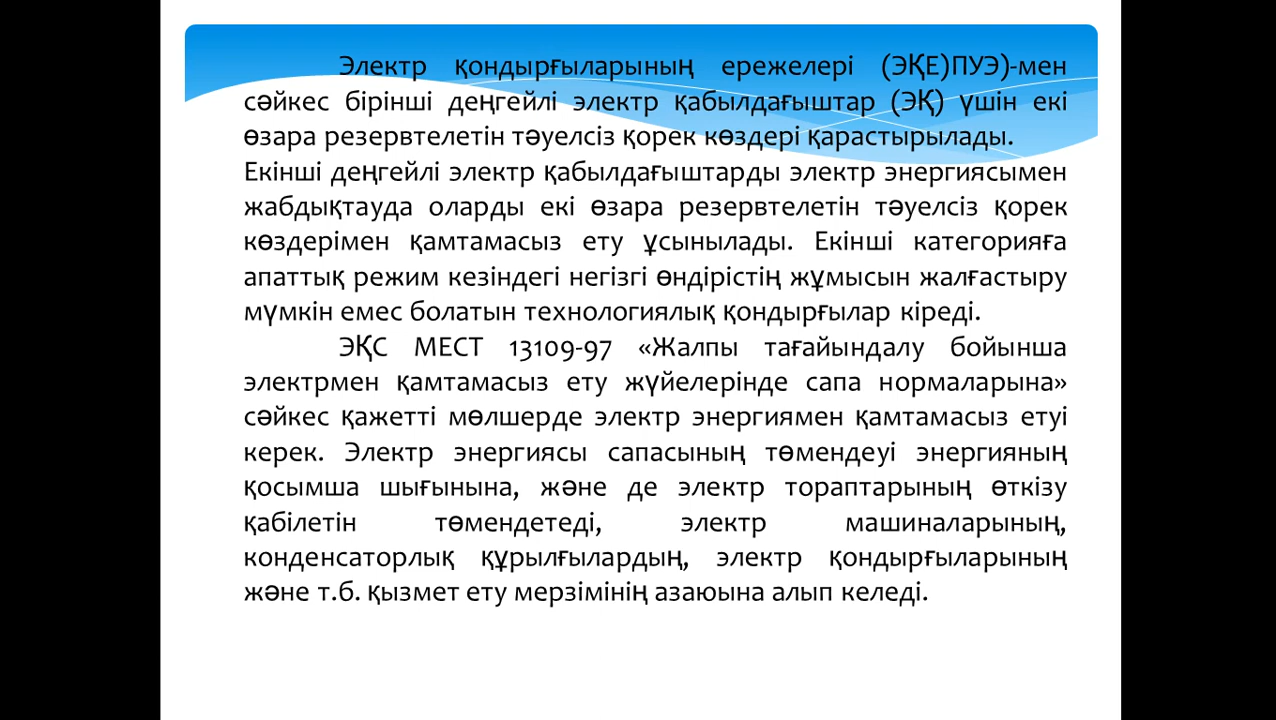 Электр қондырғыларының ережелері (ЭҚЕ)ПУЭ)-мен
сәйкес бірінші деңгейлі электр қабылдағыштар (ЭҚ) үшін екі
өзара резервтелетін тәуелсіз қорек көздері қарастырылады.
Екінші деңгейлі электр қабылдағыштарды электр энергиясымен
жабдықтауда оларды екі өзара резервтелетін тәуелсіз қорек
көздерімен қамтамасыз ету ұсынылады. Екінші категорияға
апаттық режим кезіндегі негізгі өндірістің жұмысын жалғастыру
мүмкін емес болатын технологиялық қондырғылар кіреді.
ЭҚС МЕСТ 13109-97 «Жалпы тағайындалу бойынша
электрмен қамтамасыз ету жүйелерінде сапа нормаларына»
сәйкес қажетті мөлшерде электр энергиямен қамтамасыз етуі
керек. Электр энергиясы сапасының төмендеуі энергияның
қосымша шығынына, және де электр тораптарының өткізу
қабілетін төмендетеді, электр машиналарының,
конденсаторлық құрылғылардың, электр қондырғыларының
және т.б. қызмет ету мерзімінің азаюына алып келеді.